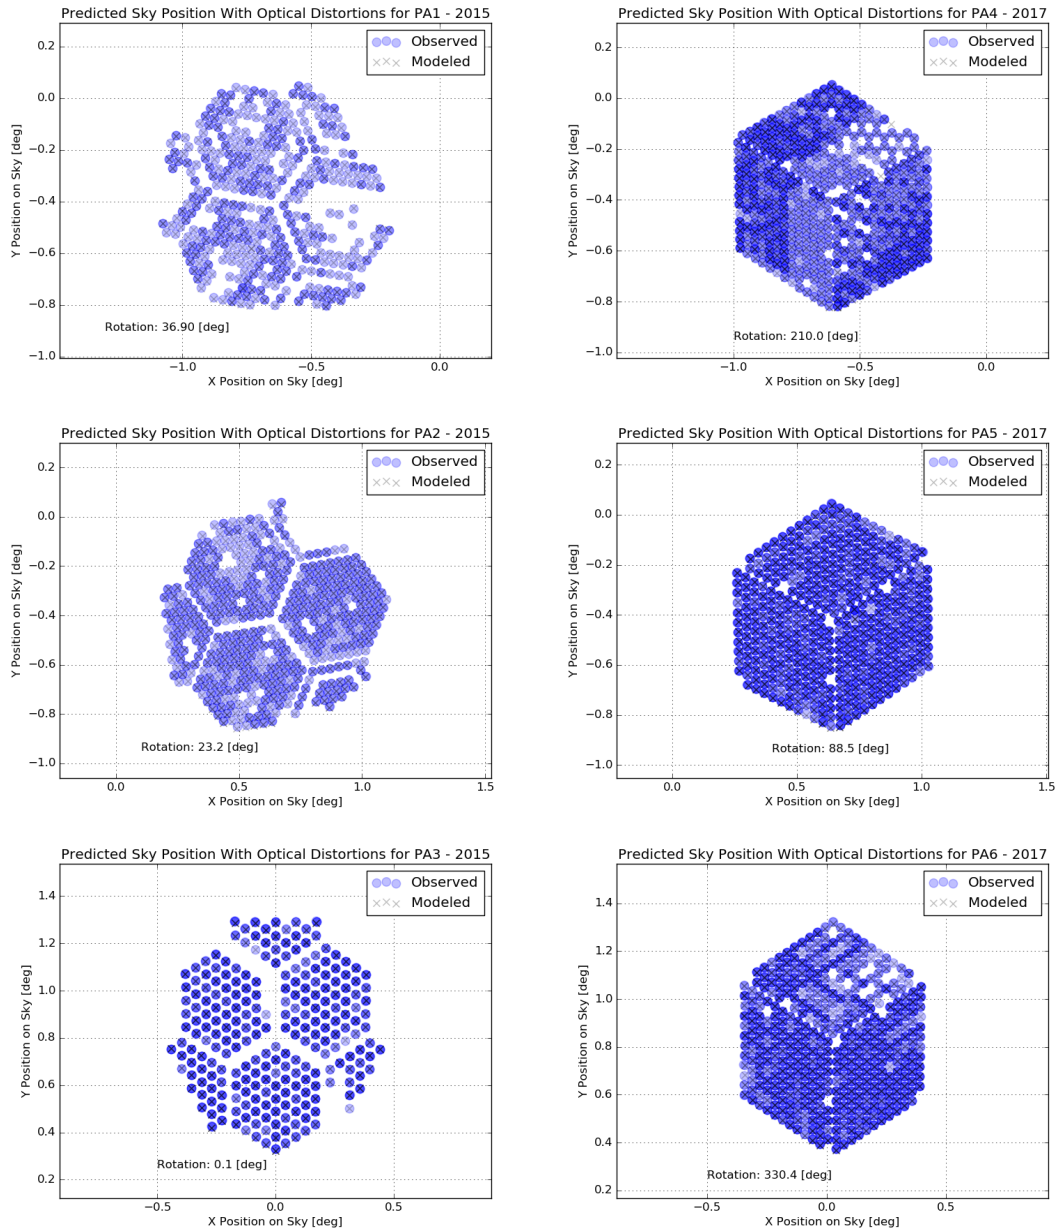 Predicted Sky Position With Optical Distortions for PA1 - 2015
Observed
Modeled
0.2
0.0
−0.2
−0.4
−0.6
−0.8
−1.0
Y Position on Sky [deg]
Rotation: 36.90 [deg]
−1.0
−0.5
0.0
X Position on Sky [deg]
Predicted Sky Position With Optical Distortions for PA4 - 2017
Observed
Modeled
0.2
0.0
−0.2
−0.4
−0.6
−0.8
−1.0
Y Position on Sky [deg]
Rotation: 210.0 [deg]
−1.0
−0.5
0.0
X Position on Sky [deg]
Predicted Sky Position With Optical Distortions for PA2 - 2015
Observed
Modeled
0.2
0.0
−0.2
−0.4
−0.6
−0.8
−1.0
Y Position on Sky [deg]
Rotation: 23.2 [deg]
0.0
0.5
1.0
1.5
X Position on Sky [deg]
Predicted Sky Position With Optical Distortions for PA5 - 2017
Observed
Modeled
0.2
0.0
−0.2
−0.4
−0.6
−0.8
−1.0
Y Position on Sky [deg]
Rotation: 88.5 [deg]
0.0
0.5
1.0
1.5
X Position on Sky [deg]
Predicted Sky Position With Optical Distortions for PA3 - 2015
Observed
Modeled
1.4
1.2
1.0
0.8
0.6
0.4
0.2
Y Position on Sky [deg]
Rotation: 0.1 [deg]
−0.5
0.0
0.5
X Position on Sky [deg]
Predicted Sky Position With Optical Distortions for PA6 - 2017
Observed
Modeled
1.4
1.2
1.0
0.8
0.6
0.4
0.2
Y Position on Sky [deg]
Rotation: 330.4 [deg]
−0.5
0.0
0.5
X Position on Sky [deg]